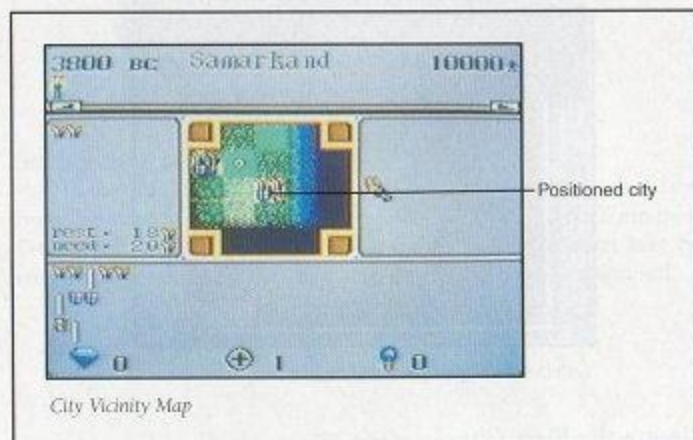 3800 BC Samarkand 10000
rest. 18
need. 20
0 1 0
Positioned city
City Vicinity Map